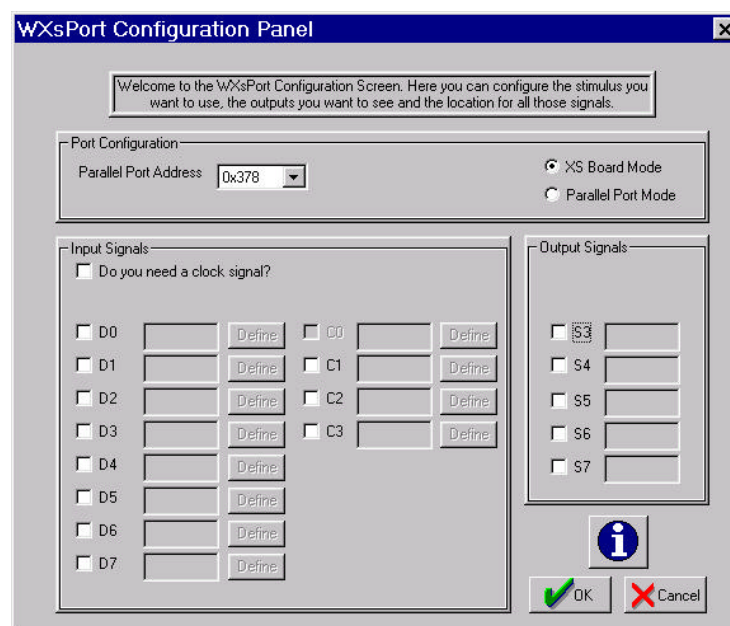 WXsPort Configuration Panel
Welcome to the WXsPort Configuration Screen. Here you can configure the stimulus you
want to use, the outputs you want to see and the location for all those signals.
Port Configuration
Parallel Port Address 0x378
XS Board Mode
Parallel Port Mode
Input Signals
Do you need a clock signal?
D0 Define C0 Define
D1 Define C1 Define
D2 Define C2 Define
D3 Define C3 Define
D4 Define
D5 Define
D6 Define
D7 Define
Output Signals
S3
S4
S5
S6
S7
OK Cancel